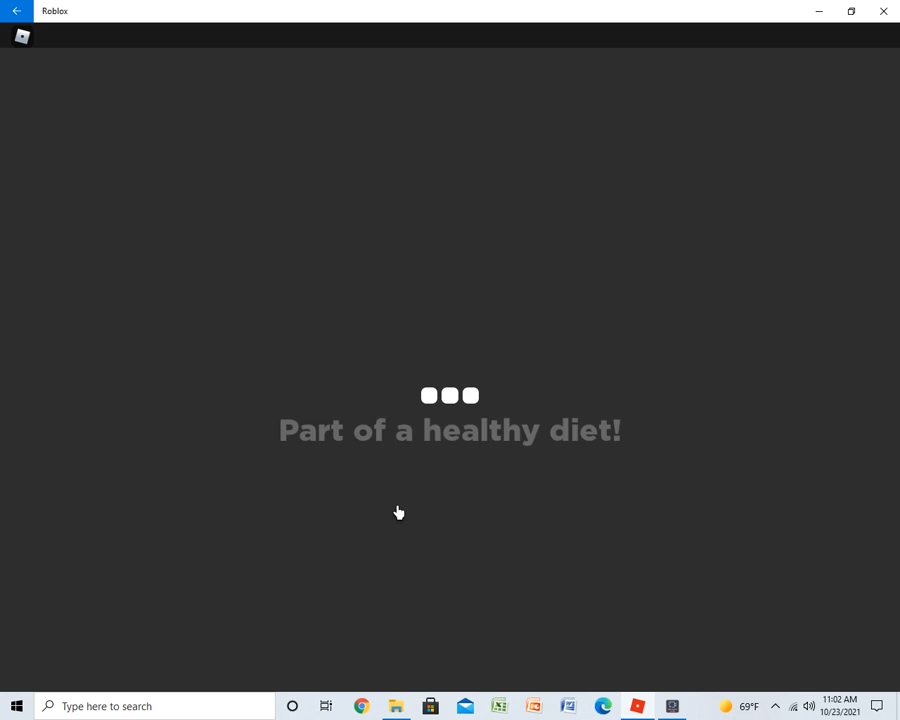 Roblox
Part of a healthy diet!
Type here to search
69°F
11:02 AM
10/23/2021